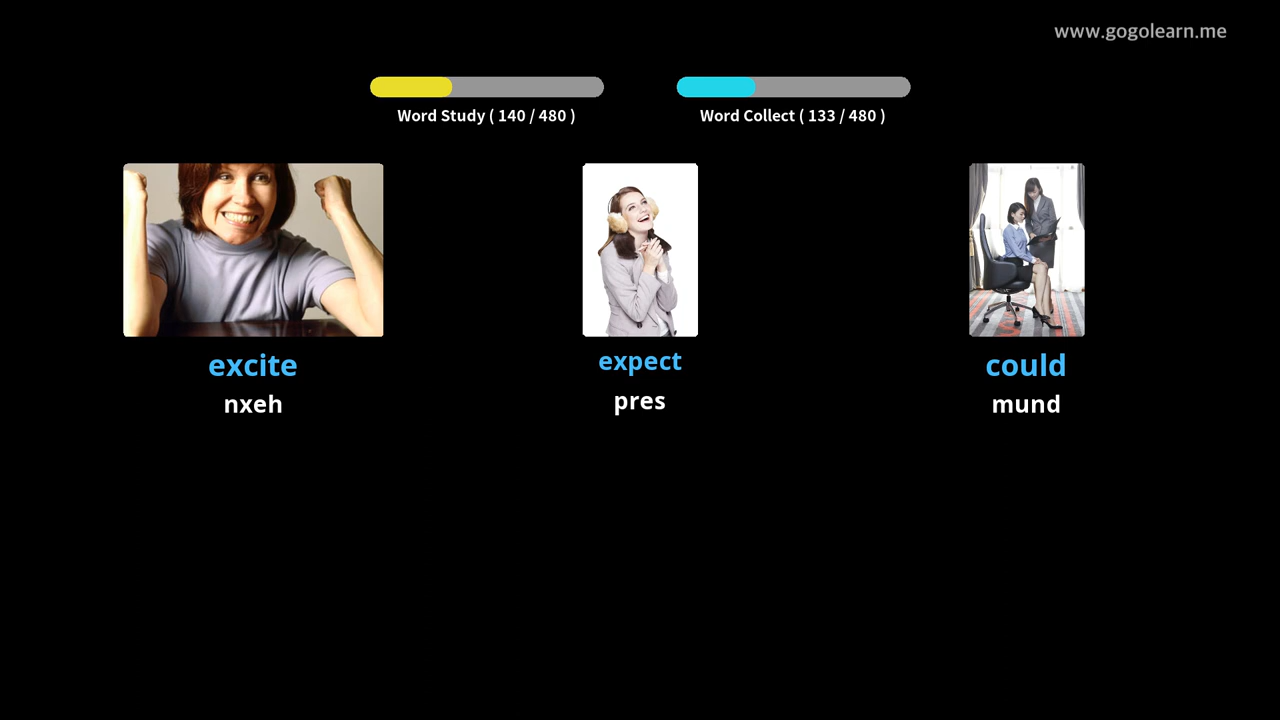 www.gogolearn.me
Word Study ( 140 / 480 )
Word Collect ( 133 / 480 )
excite
nxeh
expect
pres
could
mund